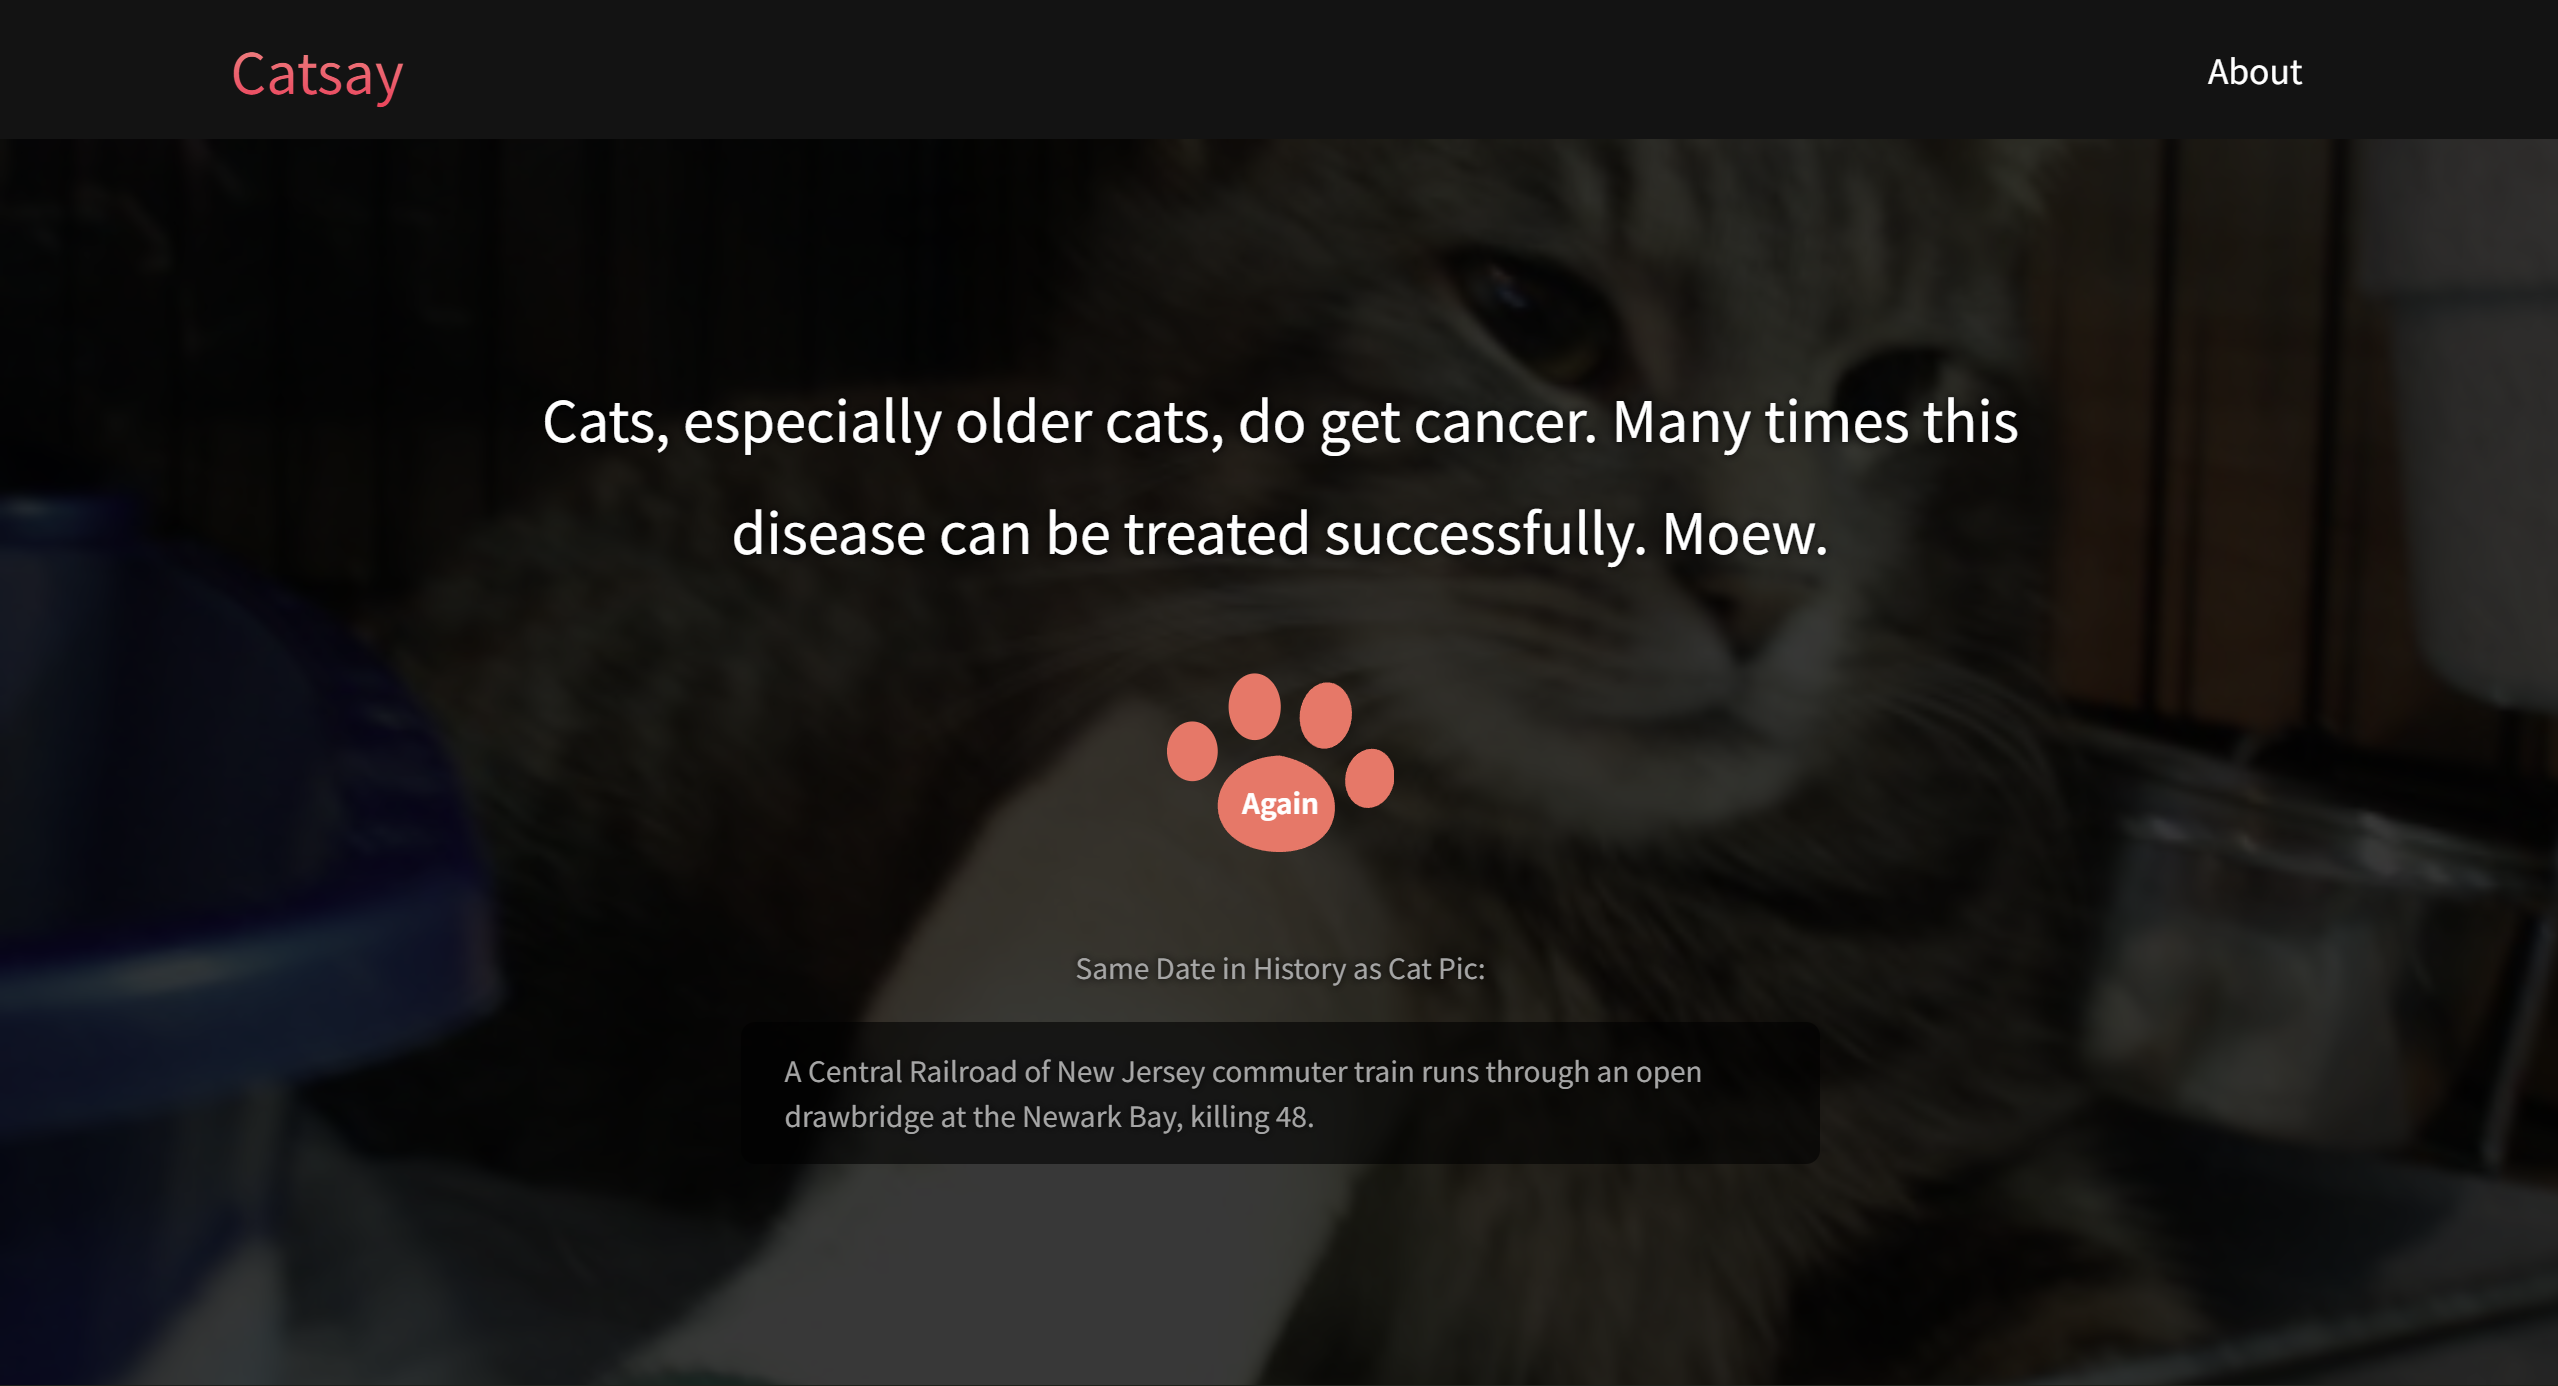 Catsay
About
Cats, especially older cats, do get cancer. Many times this
disease can be treated successfully. Moew.
Again
Same Date in History as Cat Pic:
A Central Railroad of New Jersey commuter train runs through an open
drawbridge at the Newark Bay, killing 48.